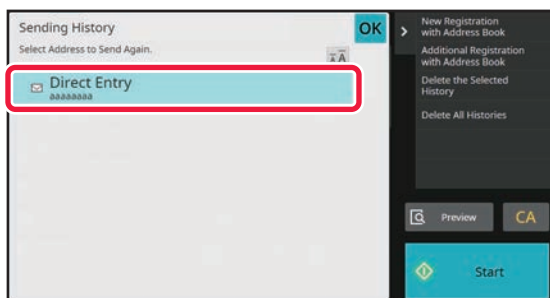 Sending History
OK
Select Address to Send Again.
Direct Entry
aaaaaaaa
New Registration
with Address Book
Additional Registration
with Address Book
Delete the Selected
History
Delete All Histories
Preview
CA
Start